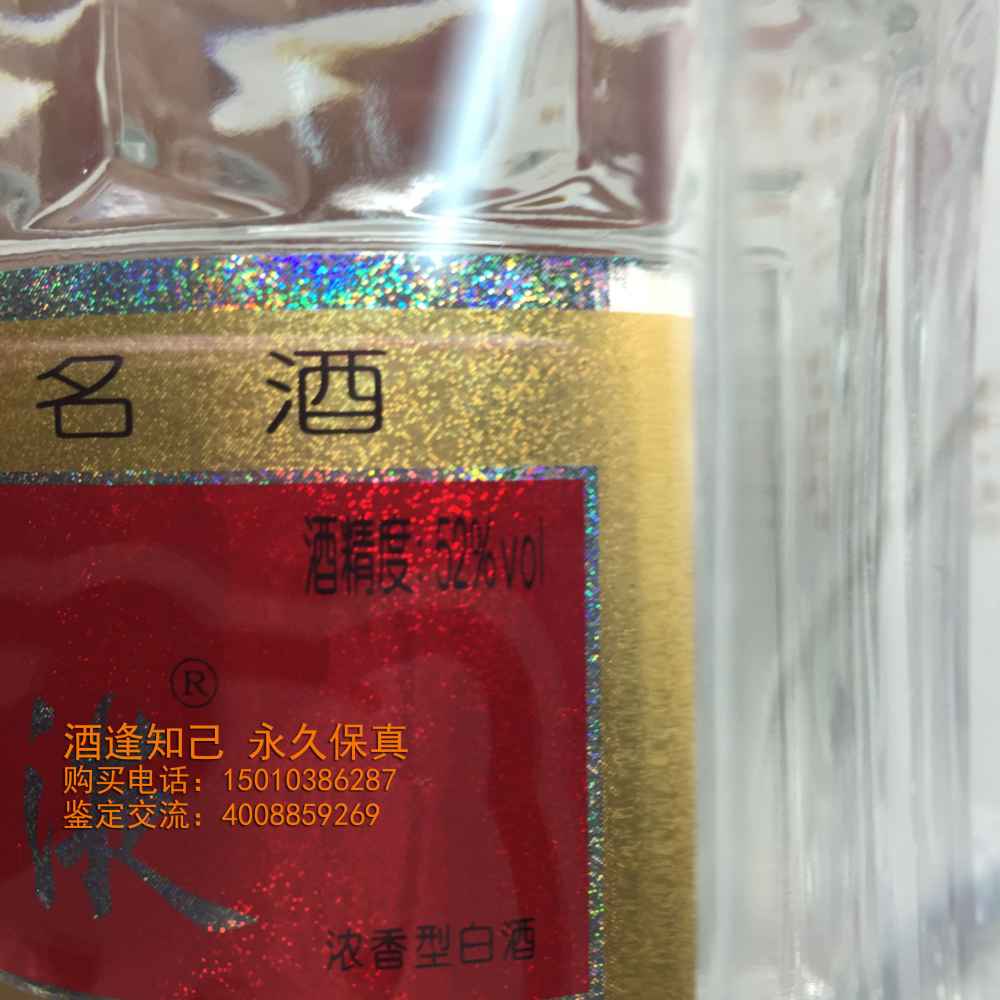 名酒
酒精度:52%vol
®
液
酒逢知己 永久保真
购买电话：15010386287
鉴定交流：4008859269
浓香型白酒